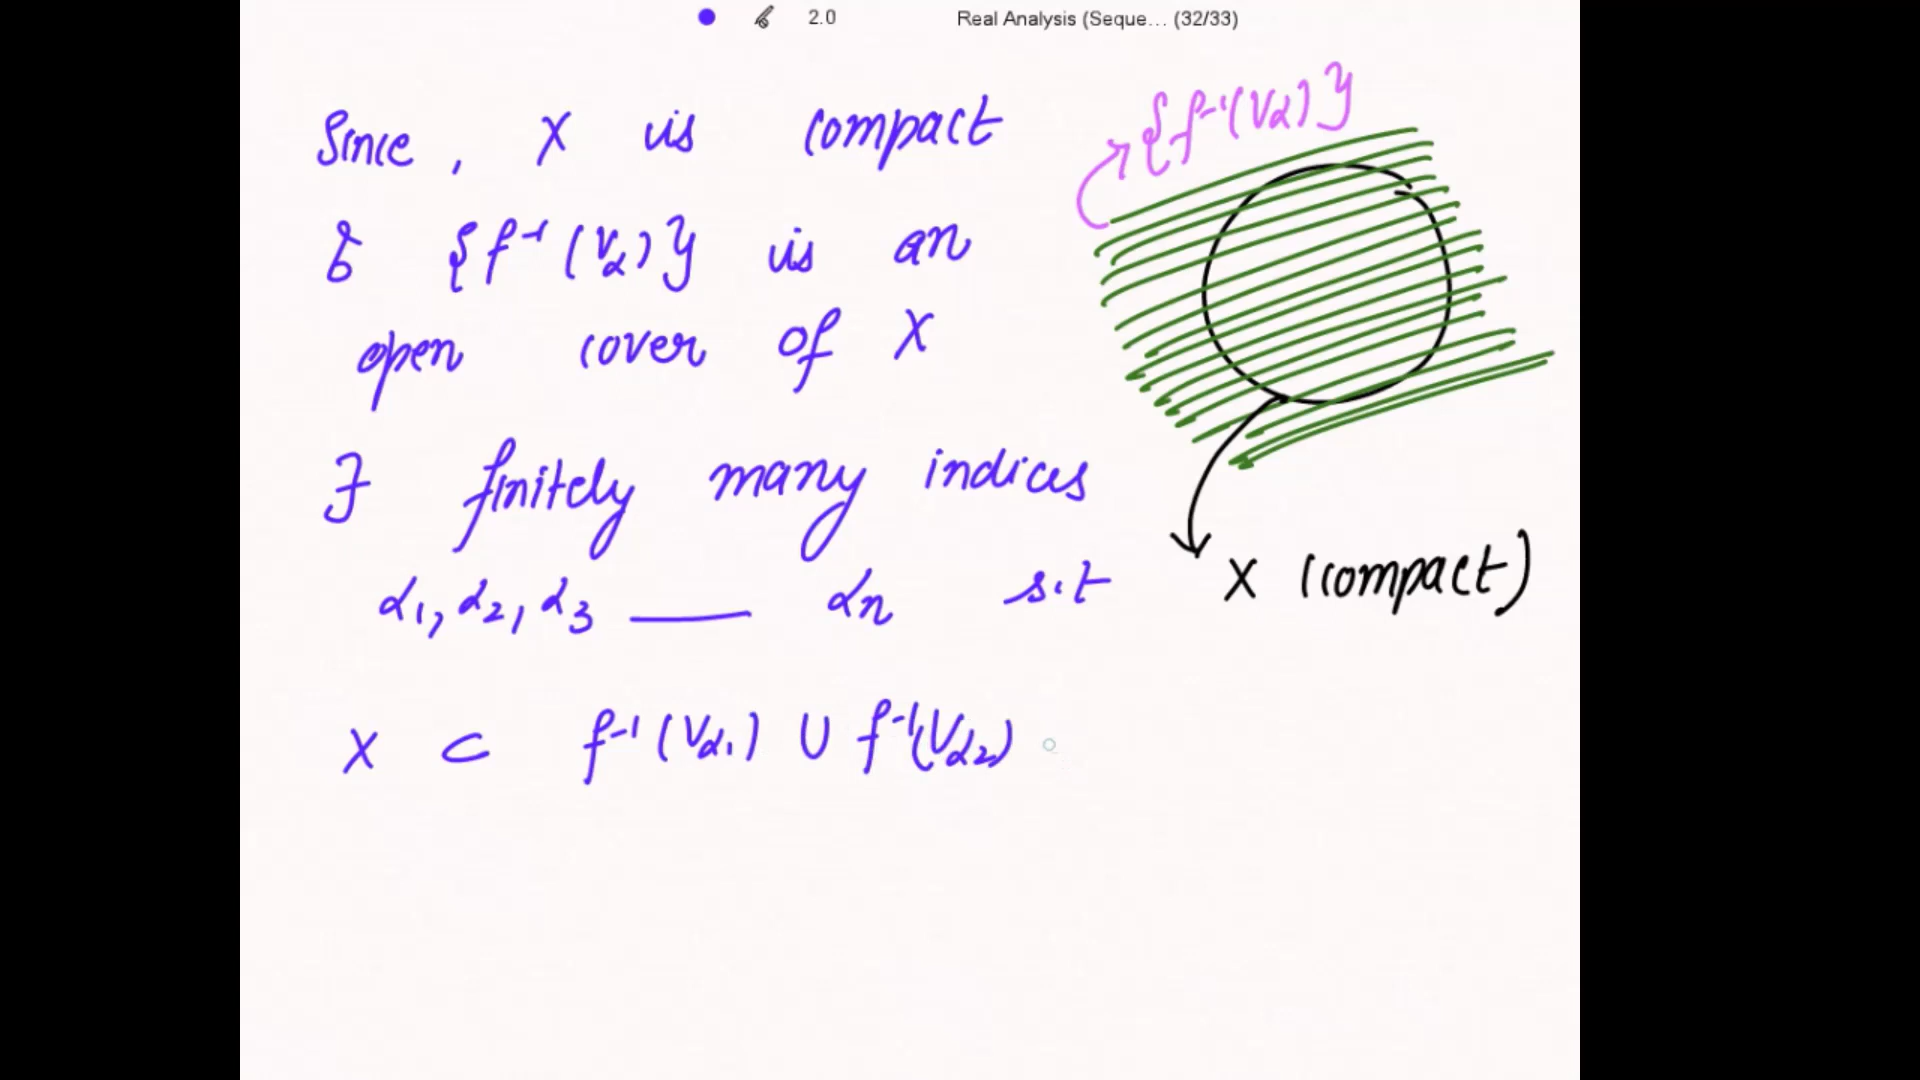 2.0 Real Analysis (Seque... (32/33)
Since, X is compact
& {f⁻¹(Vα)} is an
open cover of X
∃ finitely many indices
α₁, α₂, α₃ ___ αn s.t
X ⊂ f⁻¹(Vα₁) ∪ f⁻¹(Vα₂)
{f⁻¹(Vα)}
X (compact)